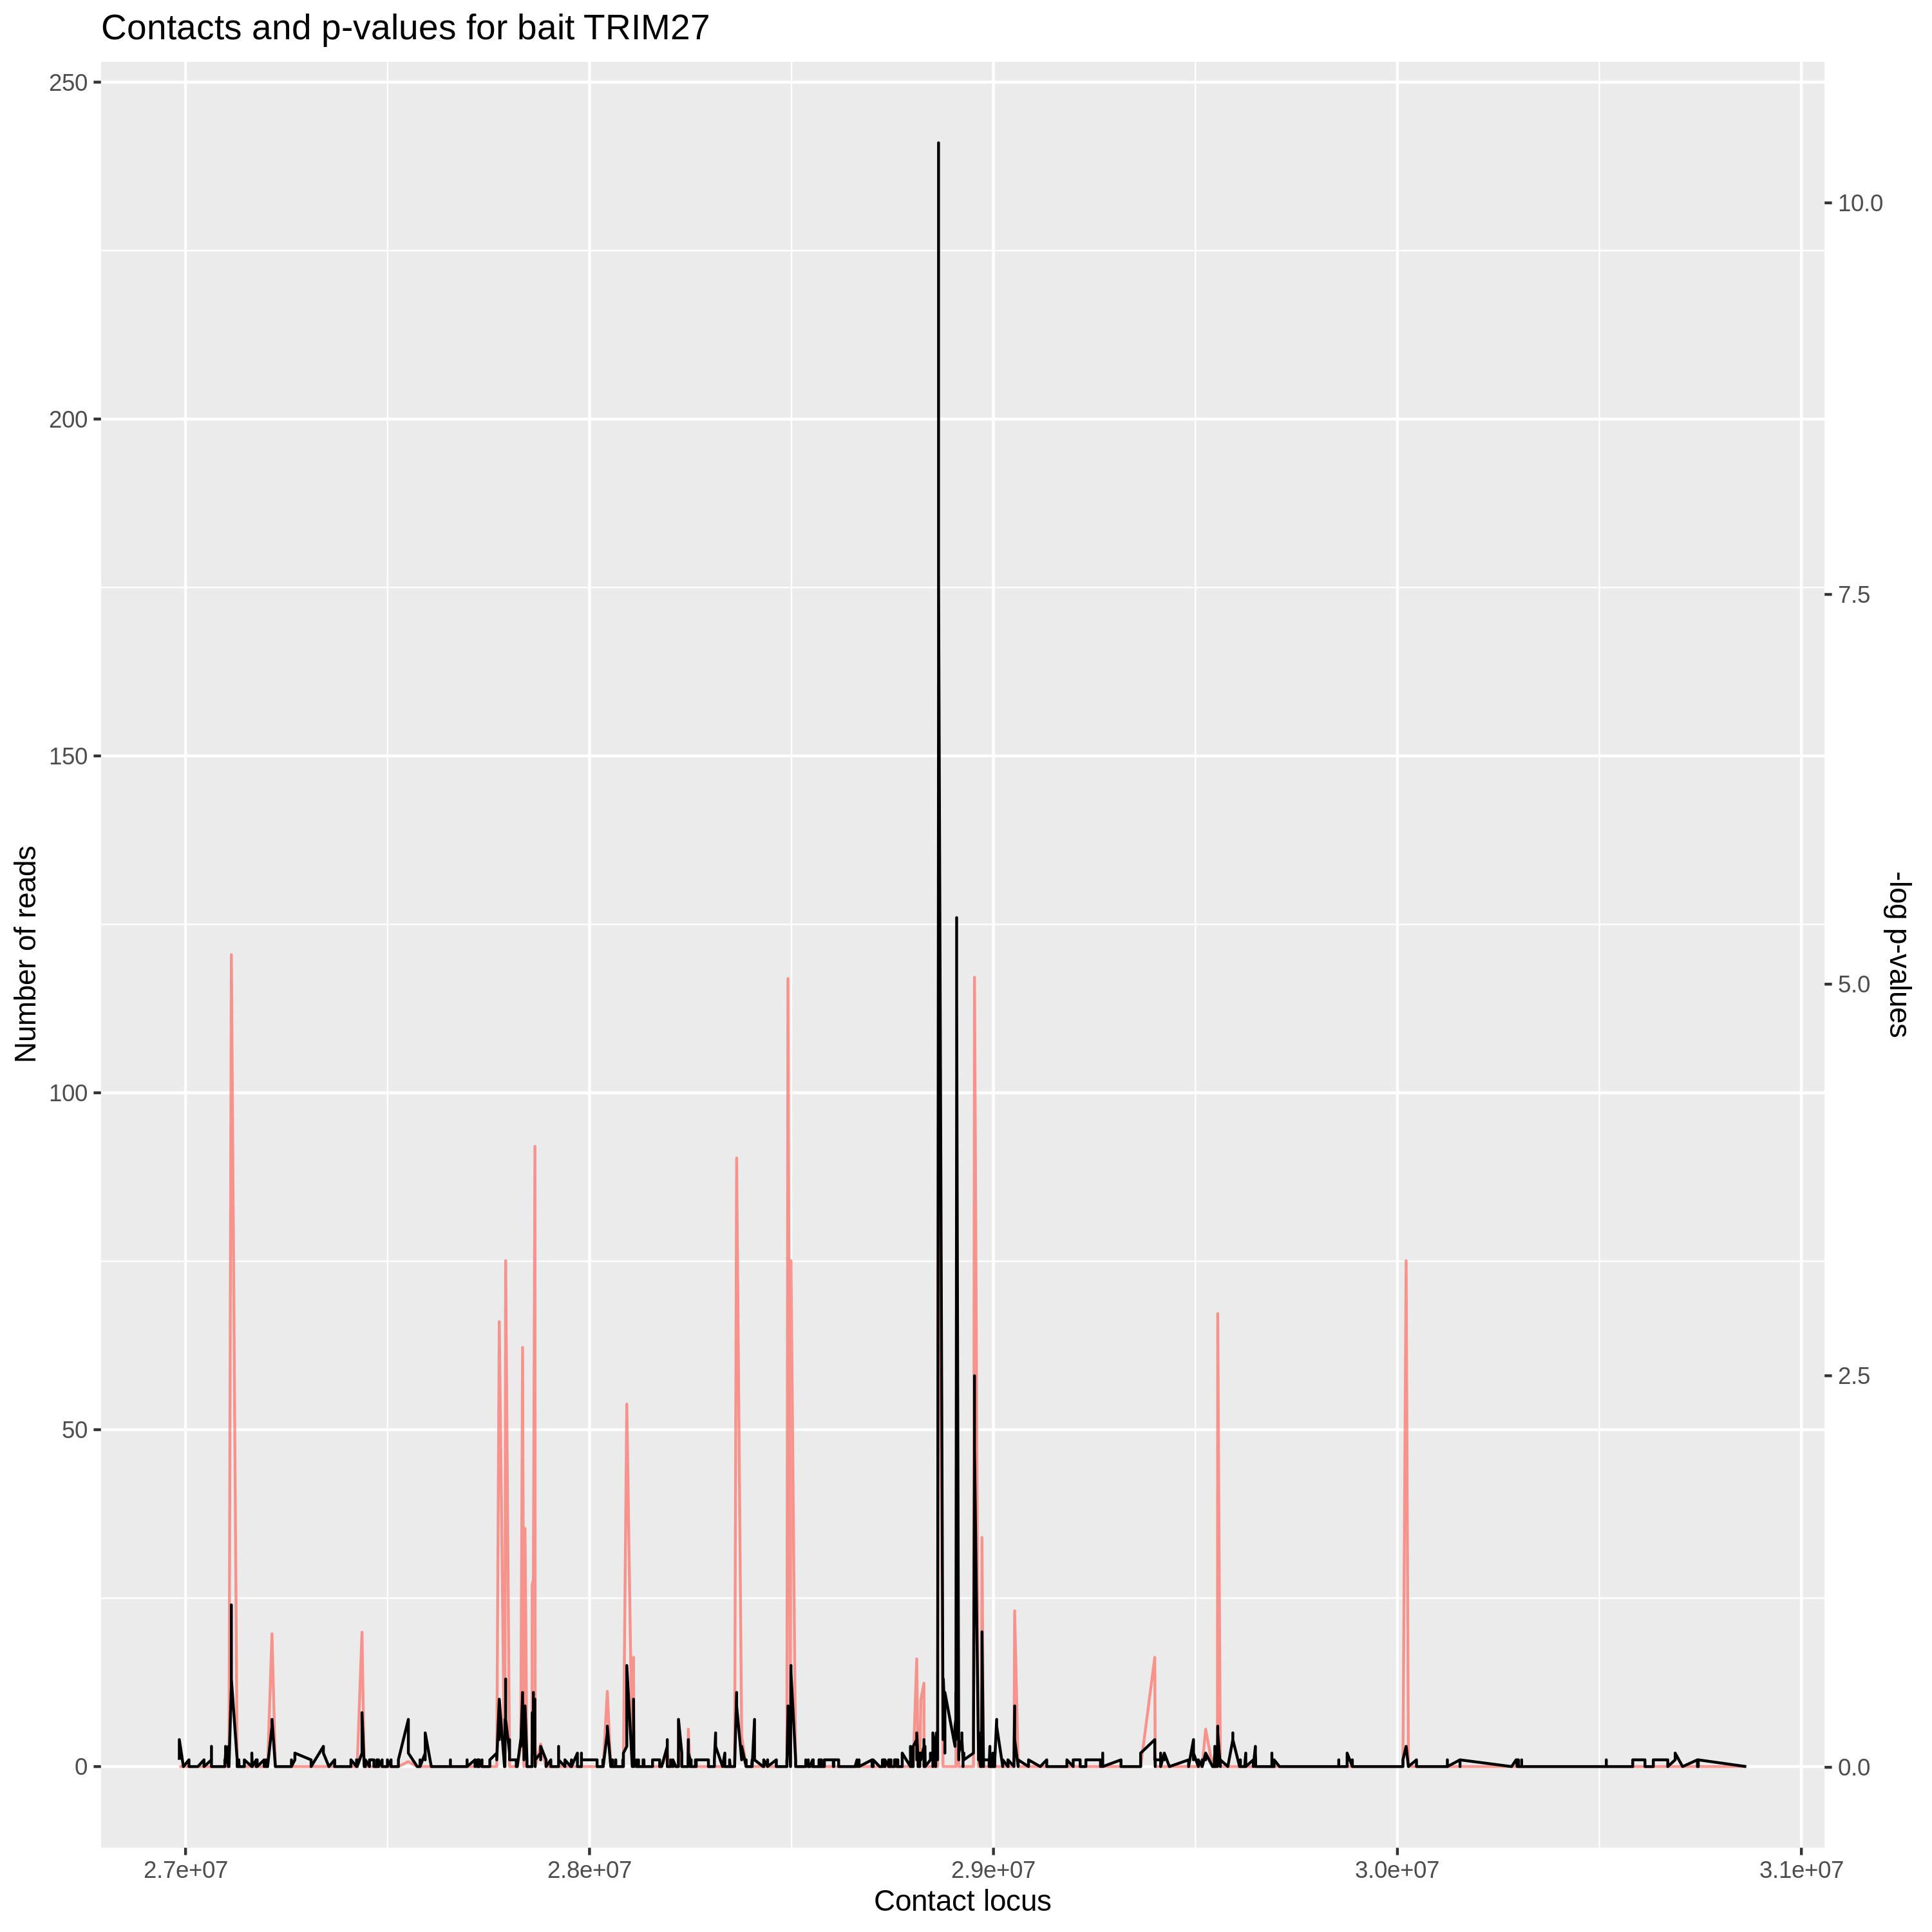 Contacts and p-values for bait TRIM27
250
200
150
100
50
0
Number of reads
10.0
7.5
5.0
2.5
0.0
-log p-values
2.7e+07
2.8e+07
2.9e+07
3.0e+07
3.1e+07
Contact locus